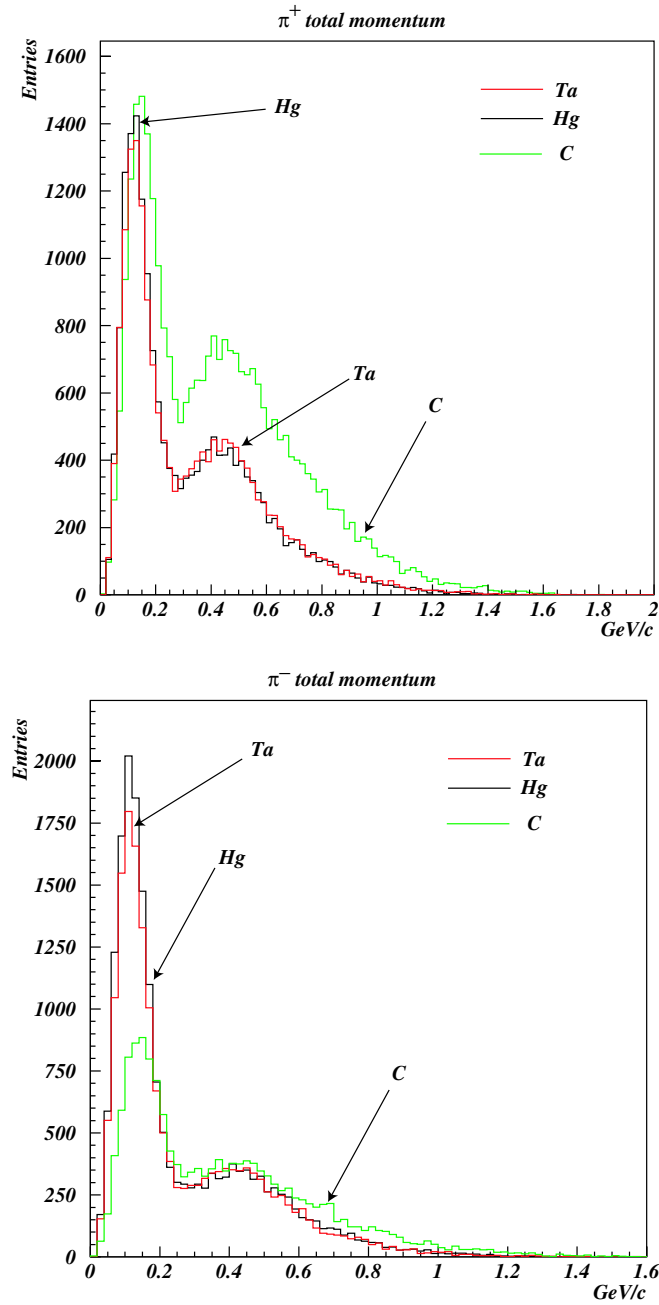 π+ total momentum
Entries
1600
1400
1200
1000
800
600
400
200
0
Hg
Ta
Hg
C
Ta
C
0 0.2 0.4 0.6 0.8 1 1.2 1.4 1.6 1.8 2
GeV/c
π− total momentum
Entries
2000
1750
1500
1250
1000
750
500
250
0
Ta
Hg
Ta
Hg
C
C
0 0.2 0.4 0.6 0.8 1 1.2 1.4 1.6
GeV/c